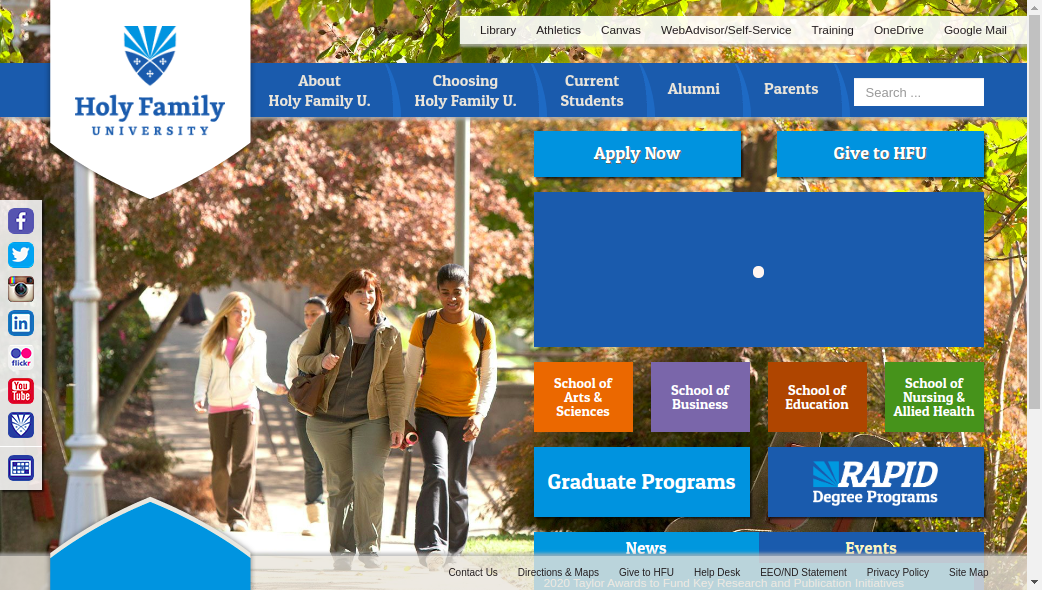 Library Athletics Canvas WebAdvisor/Self-Service Training OneDrive Google Mail
Holy Family
UNIVERSITY
About
Holy Family U.
Choosing
Holy Family U.
Current
Students
Alumni
Parents
Search ...
Apply Now
Give to HFU
School of
Arts &
Sciences
School of
Business
School of
Education
School of
Nursing &
Allied Health
flickr
You
Tube
Graduate Programs
RAPID
Degree Programs
News
Events
2020 Taylor Awards to Fund Key Research and Publication Initiatives
Contact Us Directions & Maps Give to HFU Help Desk EEO/ND Statement Privacy Policy Site Map